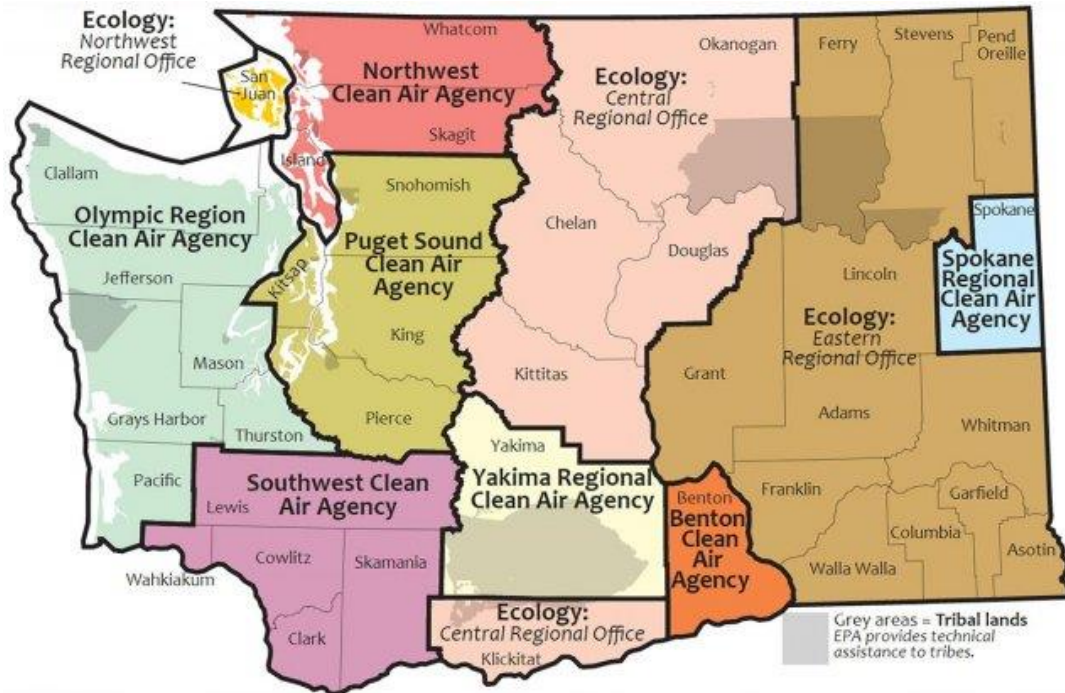 Ecology:
Northwest
Regional Office
San
Juan
Whatcom
Northwest
Clean Air Agency
Skagit
Island
Okanogan
Ecology:
Central
Regional Office
Ferry
Stevens
Pend
Oreille
Clallam
Olympic Region
Clean Air Agency
Jefferson
Mason
Grays Harbor
Thurston
Pacific
Snohomish
Puget Sound
Clean Air
Agency
Kitsap
King
Pierce
Chelan
Douglas
Kittitas
Spokane
Spokane
Regional
Clean Air
Agency
Lincoln
Ecology:
Eastern
Regional Office
Grant
Adams
Whitman
Franklin
Garfield
Columbia
Asotin
Walla Walla
Southwest Clean
Air Agency
Lewis
Cowlitz
Skamania
Wahkiakum
Clark
Yakima
Yakima Regional
Clean Air Agency
Benton
Benton
Clean
Air
Agency
Ecology:
Central Regional Office
Klickitat
Grey areas = Tribal lands
EPA provides technical
assistance to tribes.